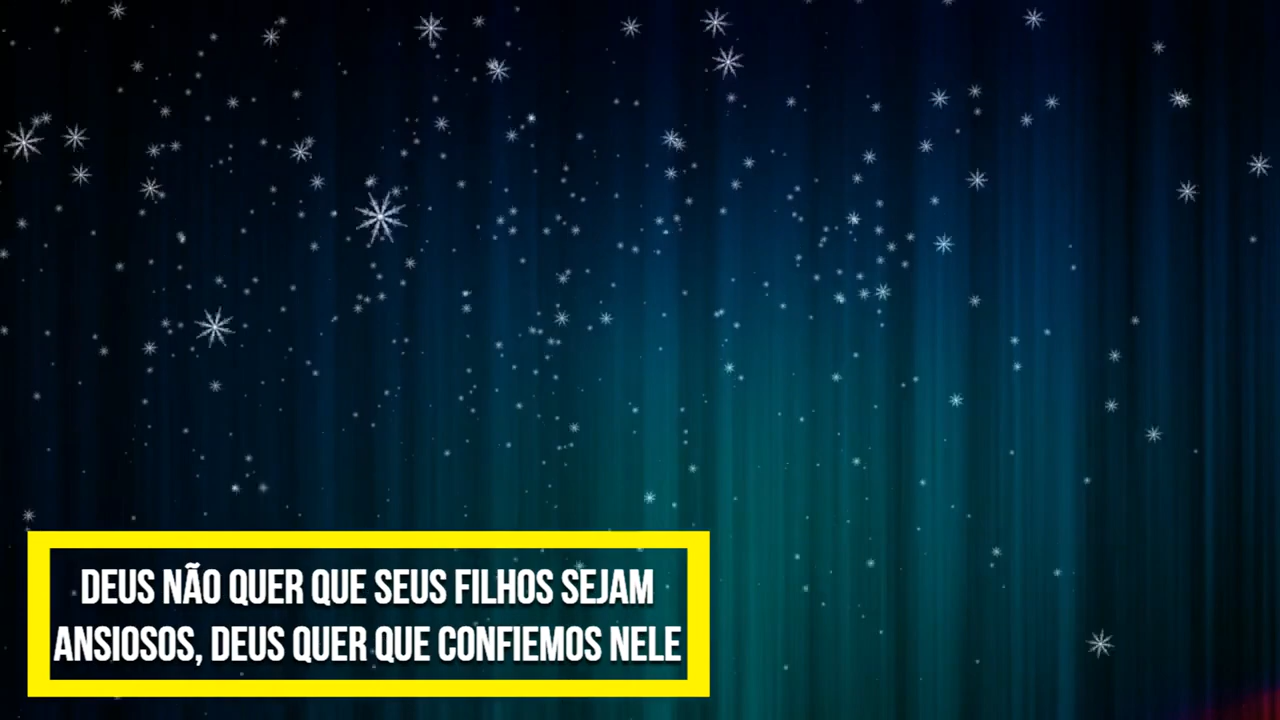 DEUS NÃO QUER QUE SEUS FILHOS SEJAM
ANSIOSOS, DEUS QUER QUE CONFIEMOS NELE